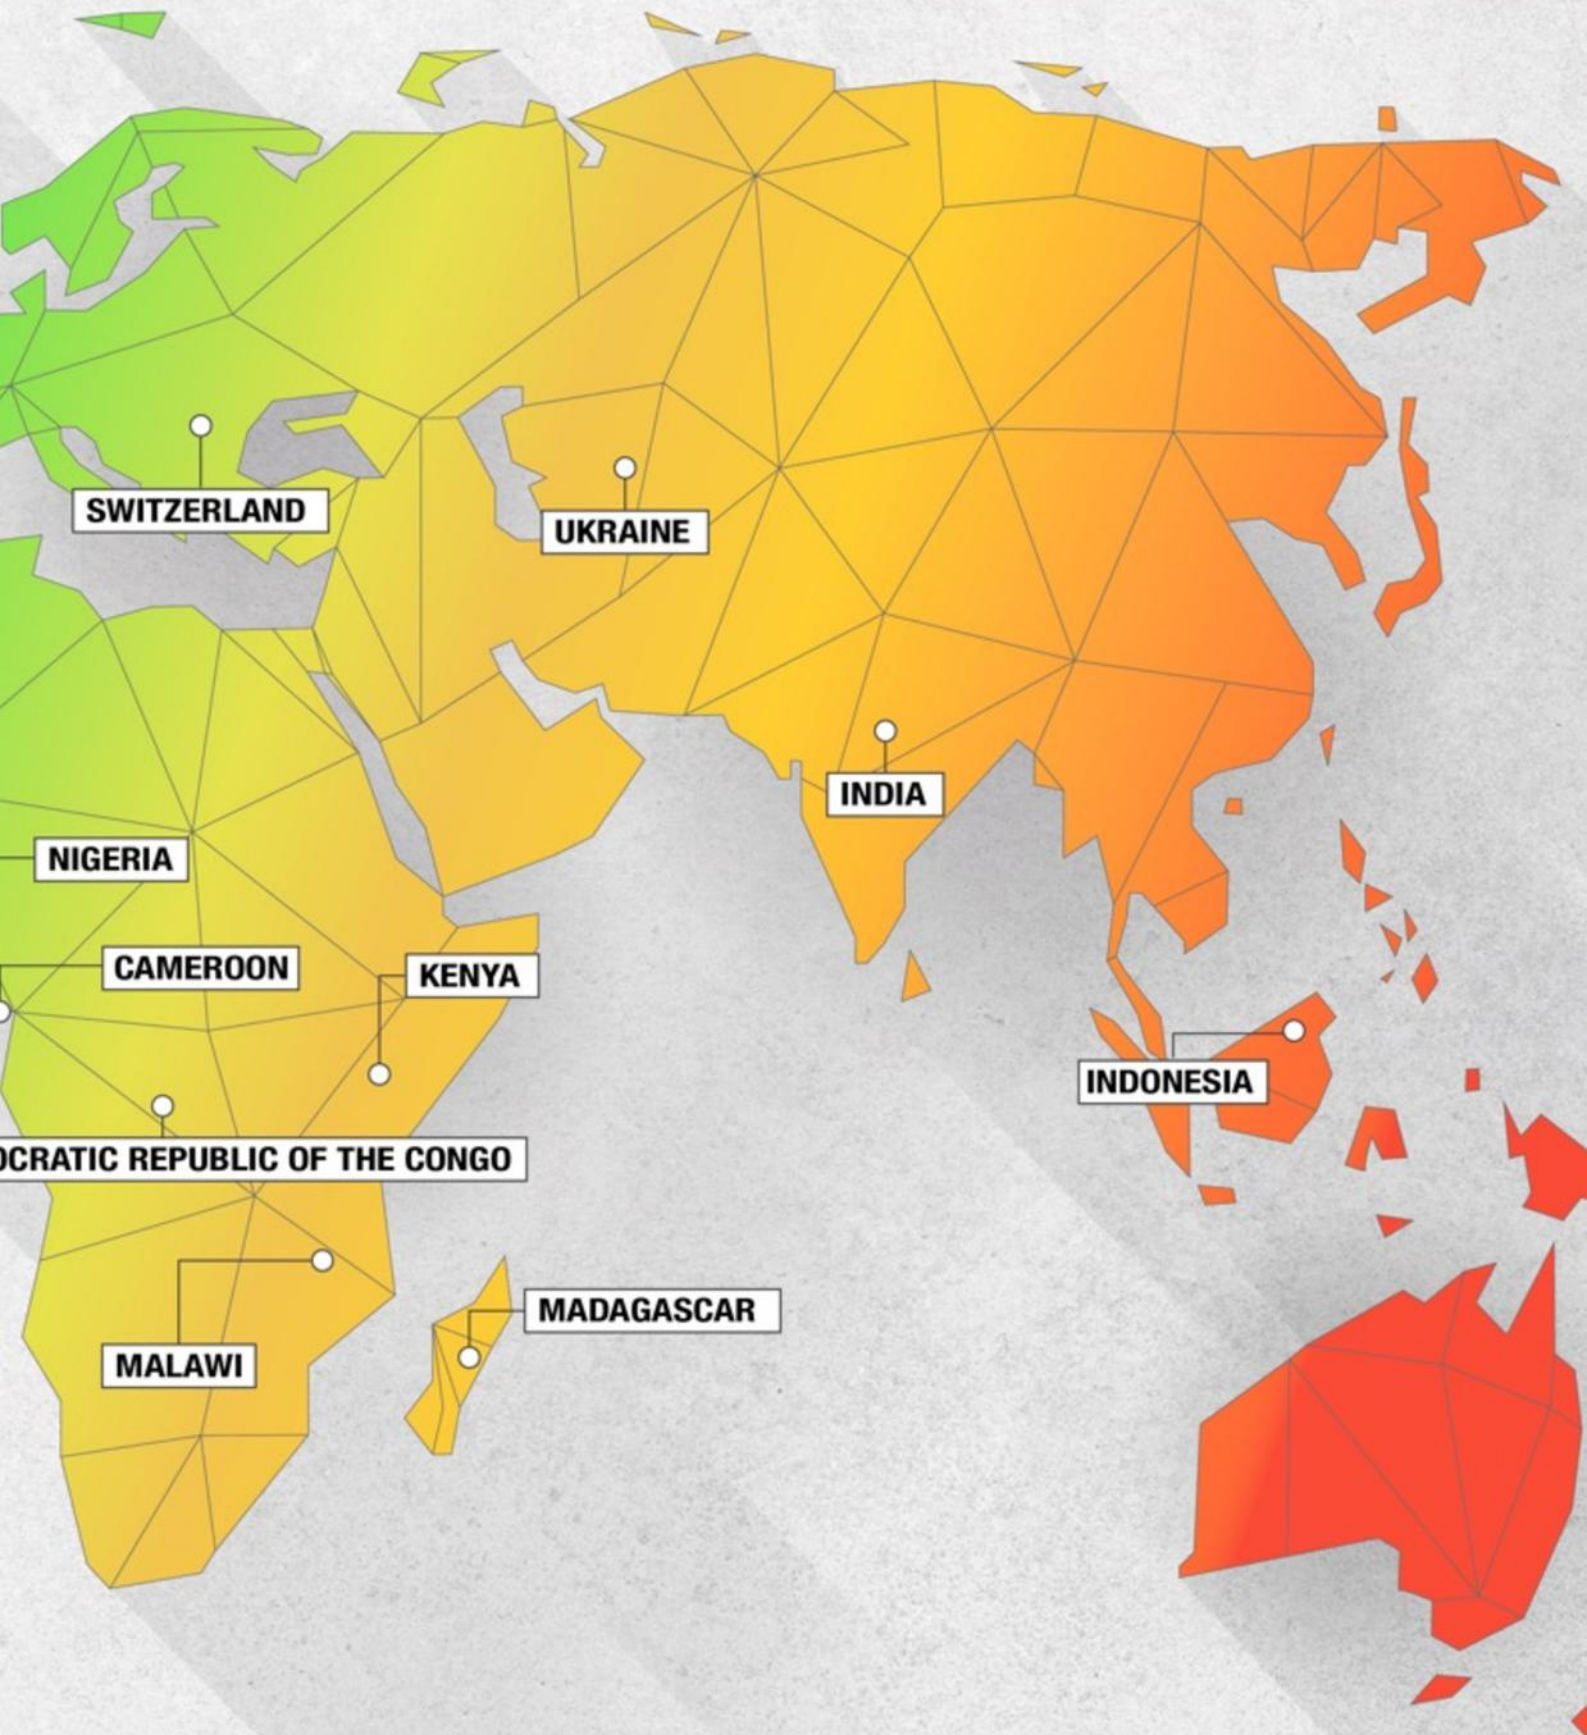 SWITZERLAND
UKRAINE
INDIA
NIGERIA
CAMEROON
KENYA
INDONESIA
OCRATIC REPUBLIC OF THE CONGO
MADAGASCAR
MALAWI